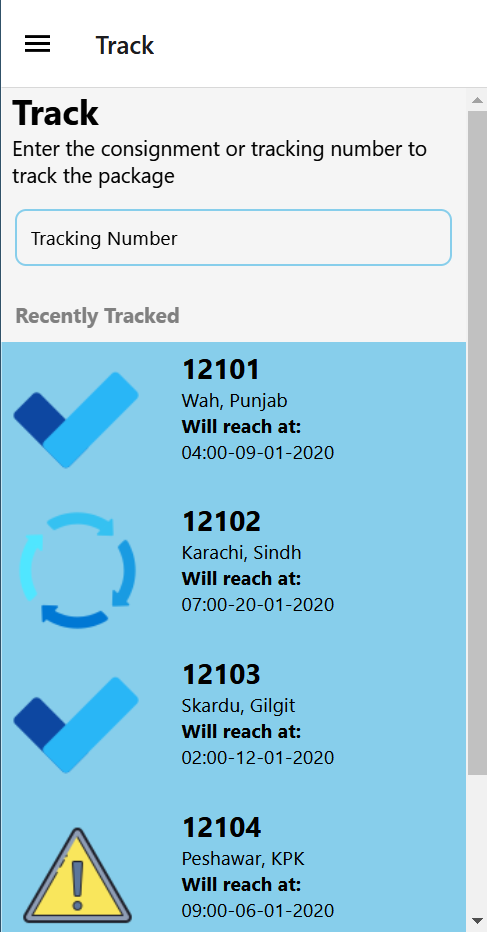 Track
Track
Enter the consignment or tracking number to
track the package
Tracking Number
Recently Tracked
12101
Wah, Punjab
Will reach at:
04:00-09-01-2020
12102
Karachi, Sindh
Will reach at:
07:00-20-01-2020
12103
Skardu, Gilgit
Will reach at:
02:00-12-01-2020
12104
Peshawar, KPK
Will reach at:
09:00-06-01-2020